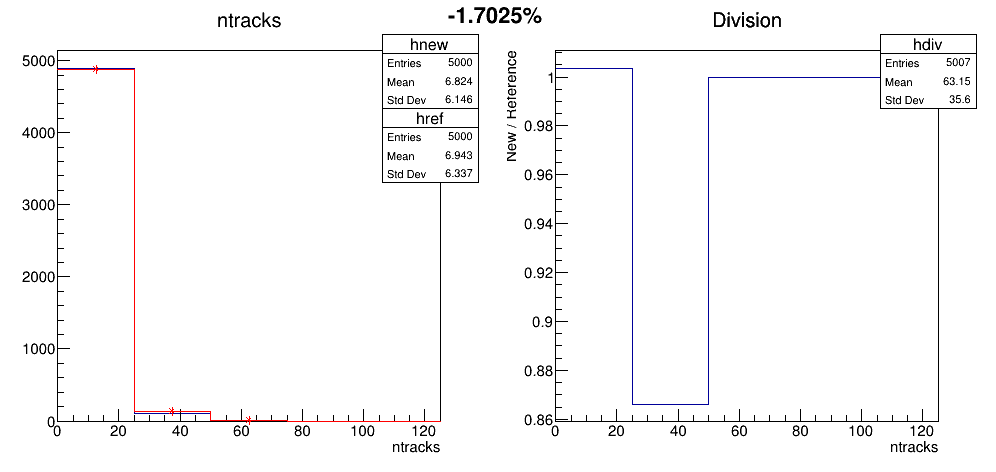 -1.7025%
ntracks
hnew
Entries 5000
Mean 6.824
Std Dev 6.146
href
Entries 5000
Mean 6.943
Std Dev 6.337
5000
4000
3000
2000
1000
0
0 20 40 60 80 100 120
ntracks
Division
hdiv
Entries 5007
Mean 63.15
Std Dev 35.6
New / Reference
1
0.98
0.96
0.94
0.92
0.9
0.88
0.86
0 20 40 60 80 100 120
ntracks